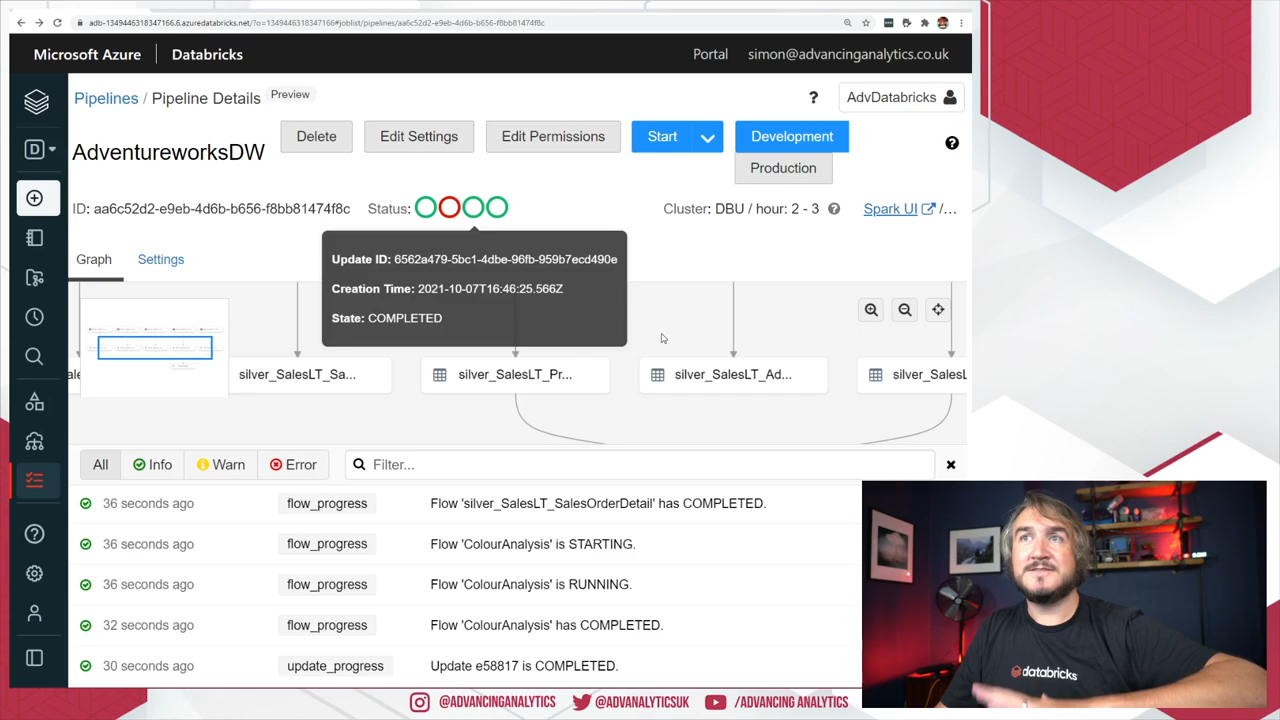 adb-1349446318347166.6.azuredatabricks.net/?o=1349446318347166#joblist/pipelines/aa6c52d2-e9eb-4d6b-b656-f8bb81474f8c
Microsoft Azure Databricks Portal simon@advancinganalytics.co.uk
Pipelines / Pipeline Details Preview ? AdvDatabricks
D
AdventureworksDW Delete Edit Settings Edit Permissions Start Development
Production
ID: aa6c52d2-e9eb-4d6b-b656-f8bb81474f8c Status: Cluster: DBU / hour: 2 - 3 Spark UI /...
Graph Settings
Update ID: 6562a479-5bc1-4dbe-96fb-959b7ecd490e
Creation Time: 2021-10-07T16:46:25.566Z
State: COMPLETED
silver_SalesLT_Sa... silver_SalesLT_Pr... silver_SalesLT_Ad... silver_SalesL
All Info Warn Error Filter...
36 seconds ago flow_progress Flow 'silver_SalesLT_SalesOrderDetail' has COMPLETED.
36 seconds ago flow_progress Flow 'ColourAnalysis' is STARTING.
36 seconds ago flow_progress Flow 'ColourAnalysis' is RUNNING.
32 seconds ago flow_progress Flow 'ColourAnalysis' has COMPLETED.
30 seconds ago update_progress Update e58817 is COMPLETED.
databricks
@ADVANCINGANALYTICS @ADVANALYTICSUK /ADVANCING ANALYTICS